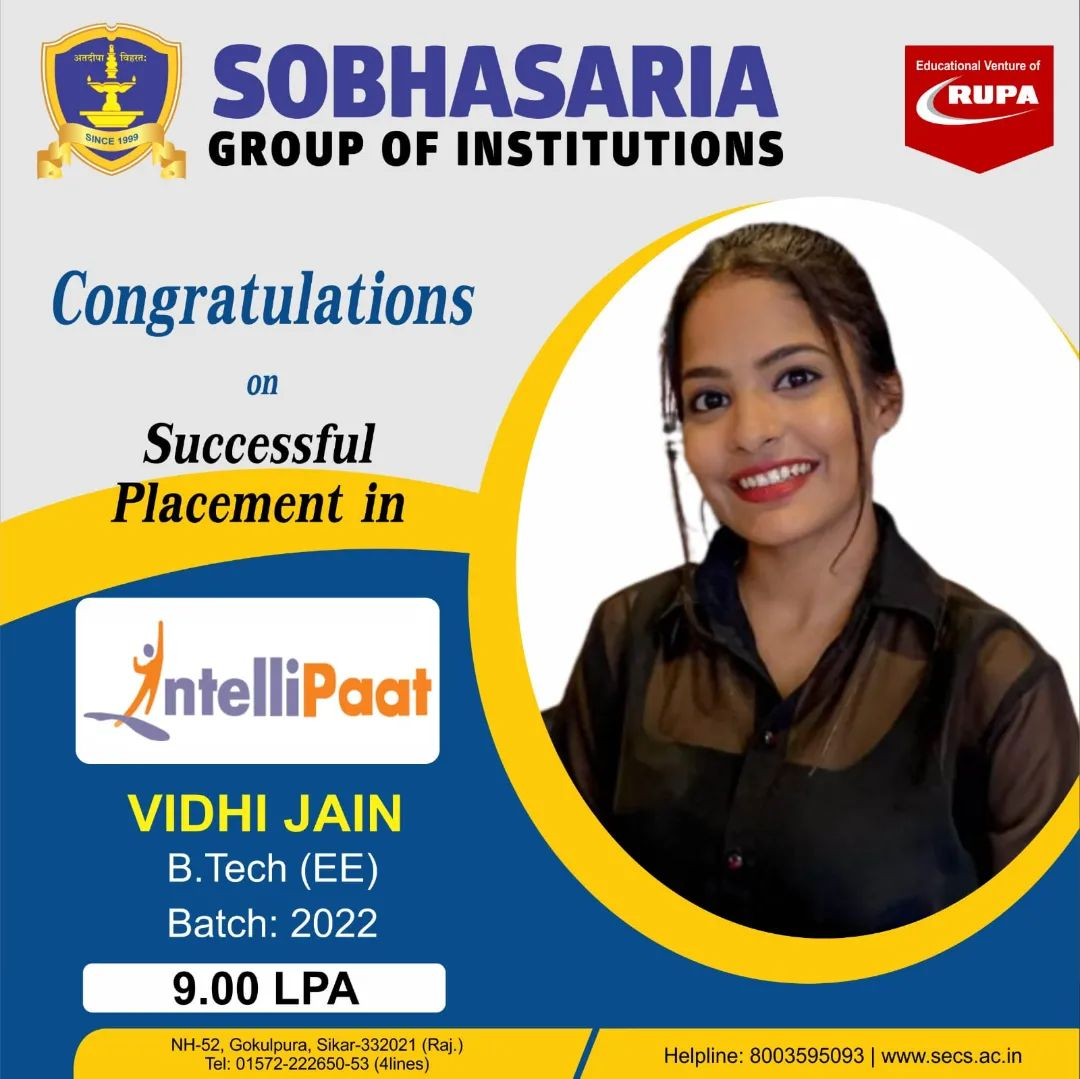 अतदीपा विहरत:
SINCE 1999
SOBHASARIA
GROUP OF INSTITUTIONS
Educational Venture of
RUPA
Congratulations
on
Successful
Placement in
IntelliPaat
VIDHI JAIN
B.Tech (EE)
Batch: 2022
9.00 LPA
NH-52, Gokulpura, Sikar-332021 (Raj.)
Tel: 01572-222650-53 (4lines)
Helpline: 8003595093 | www.secs.ac.in